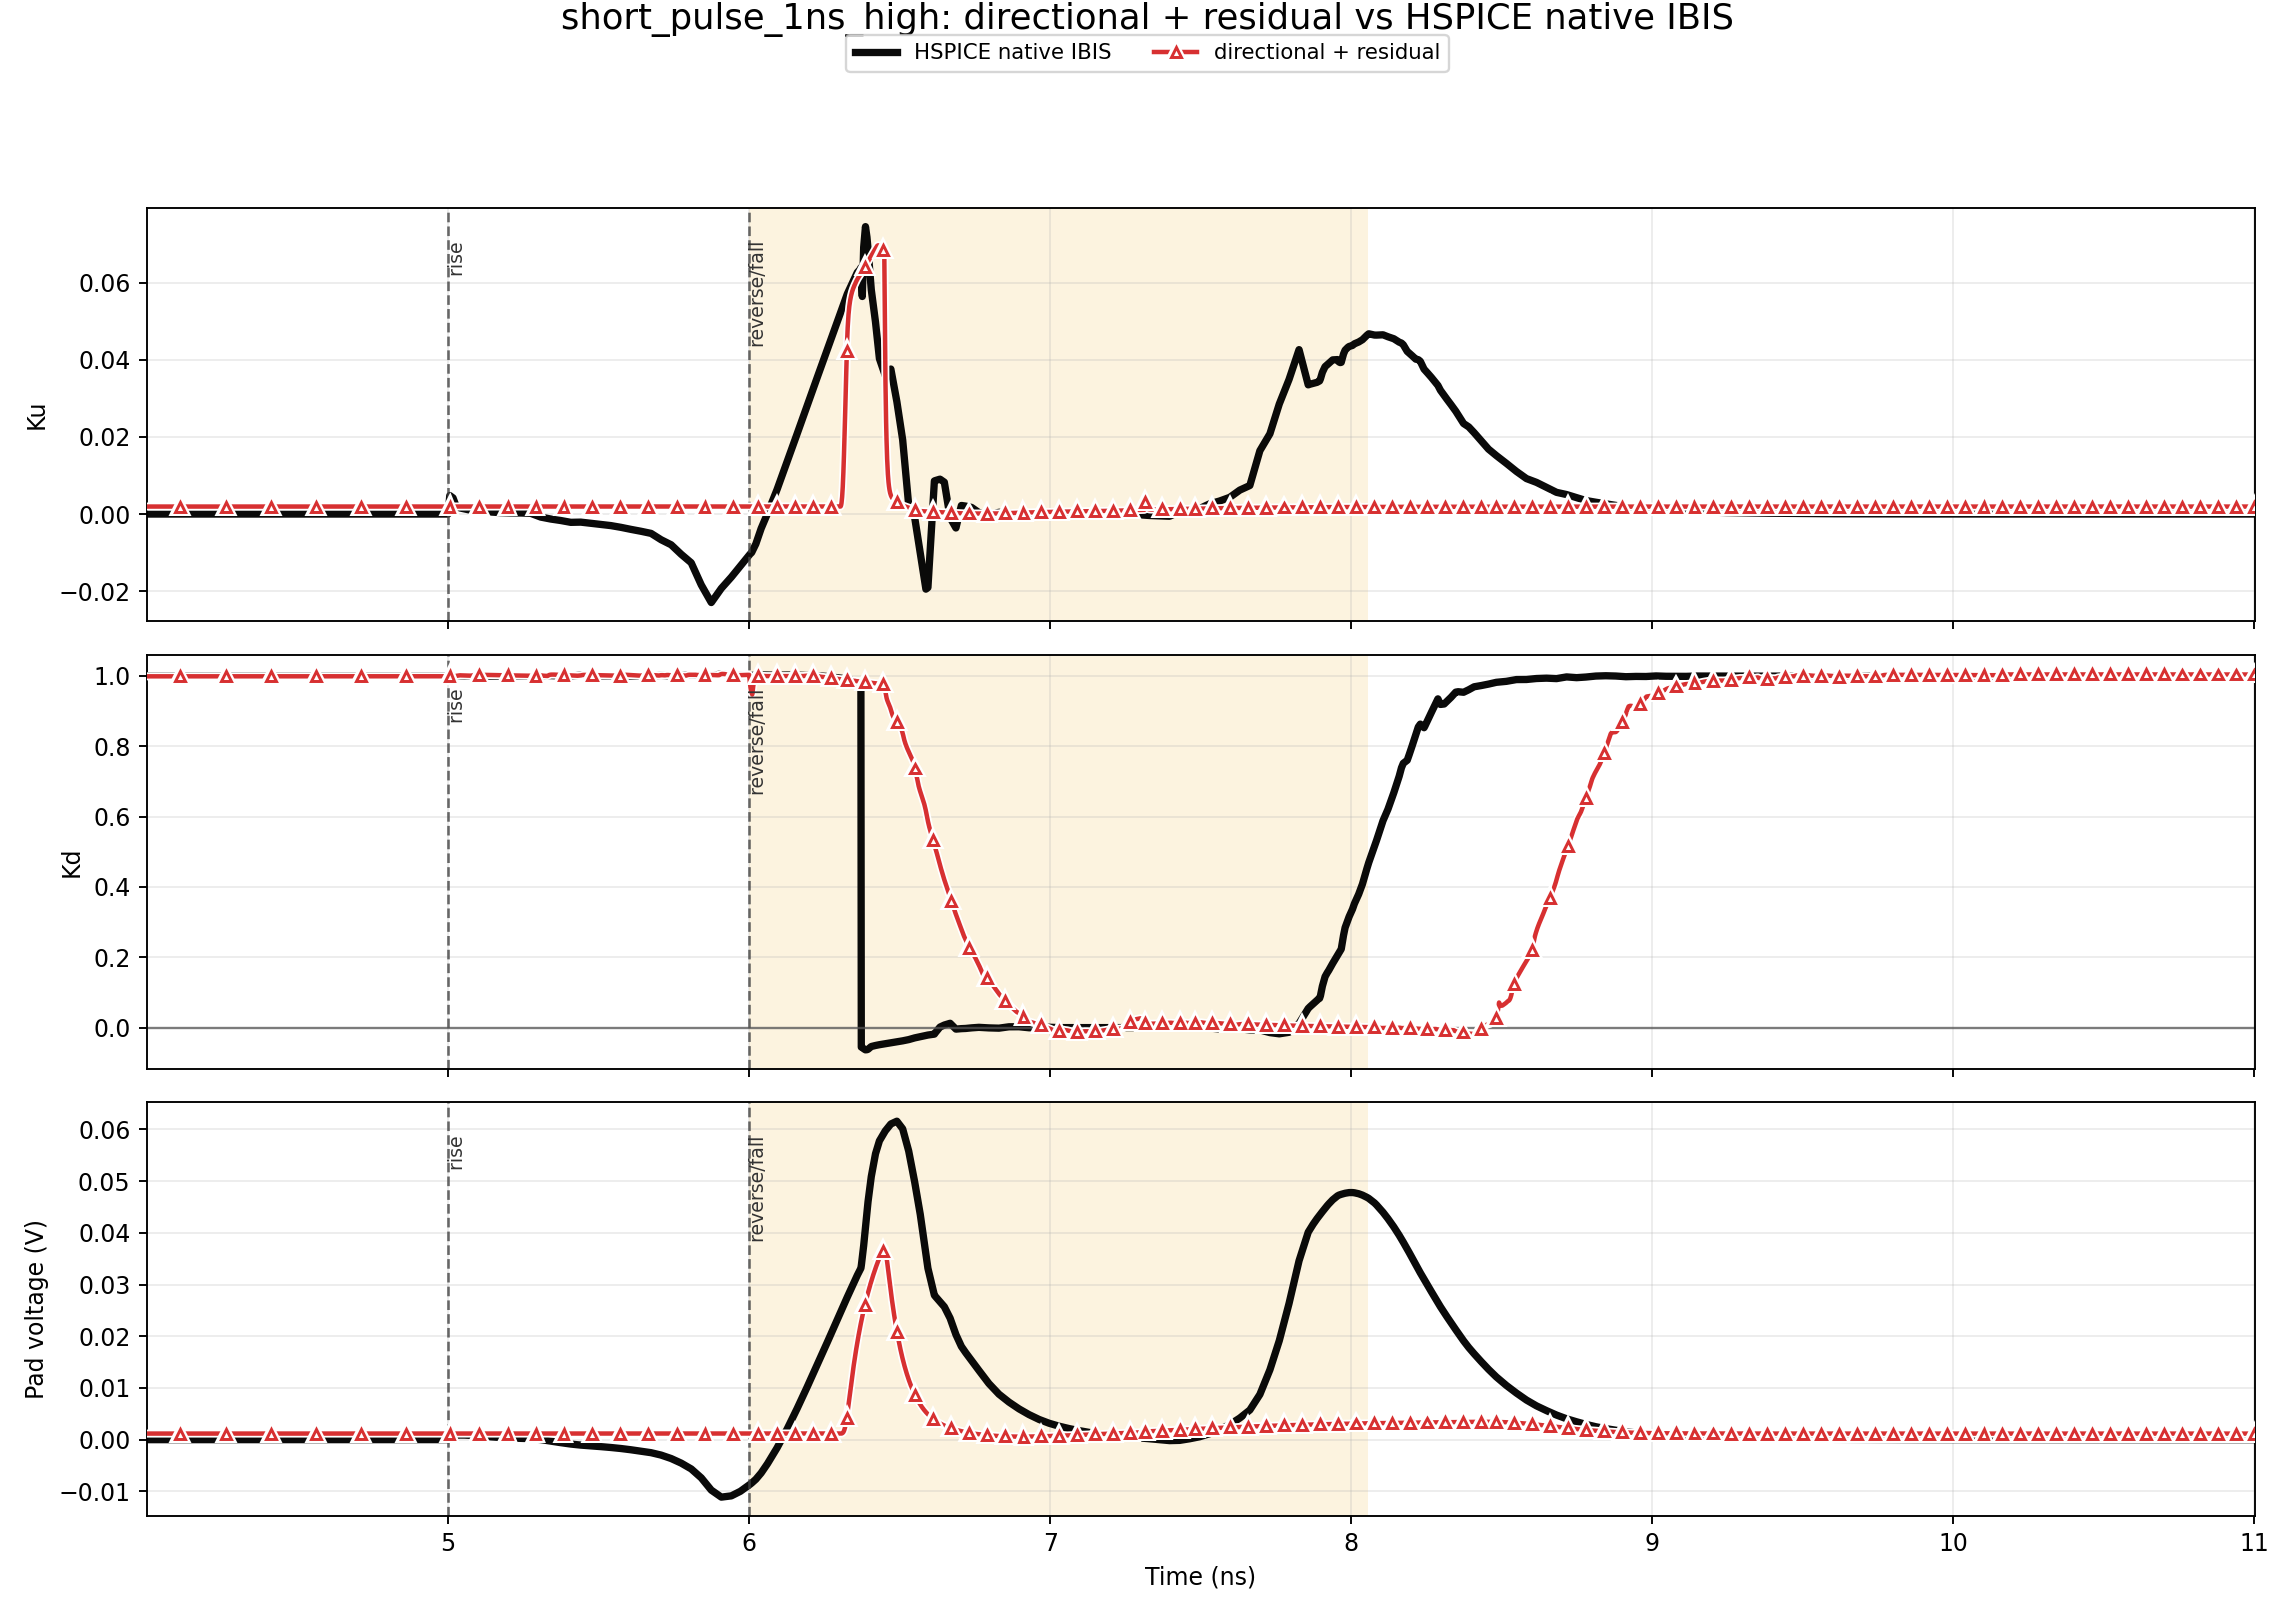 short_pulse_1ns_high: directional + residual vs HSPICE native IBIS
HSPICE native IBIS
directional + residual
Ku
0.06
0.04
0.02
0.00
−0.02
rise
reverse/fall
Kd
1.0
0.8
0.6
0.4
0.2
0.0
rise
reverse/fall
Pad voltage (V)
0.06
0.05
0.04
0.03
0.02
0.01
0.00
−0.01
rise
reverse/fall
5
6
7
8
9
10
11
Time (ns)